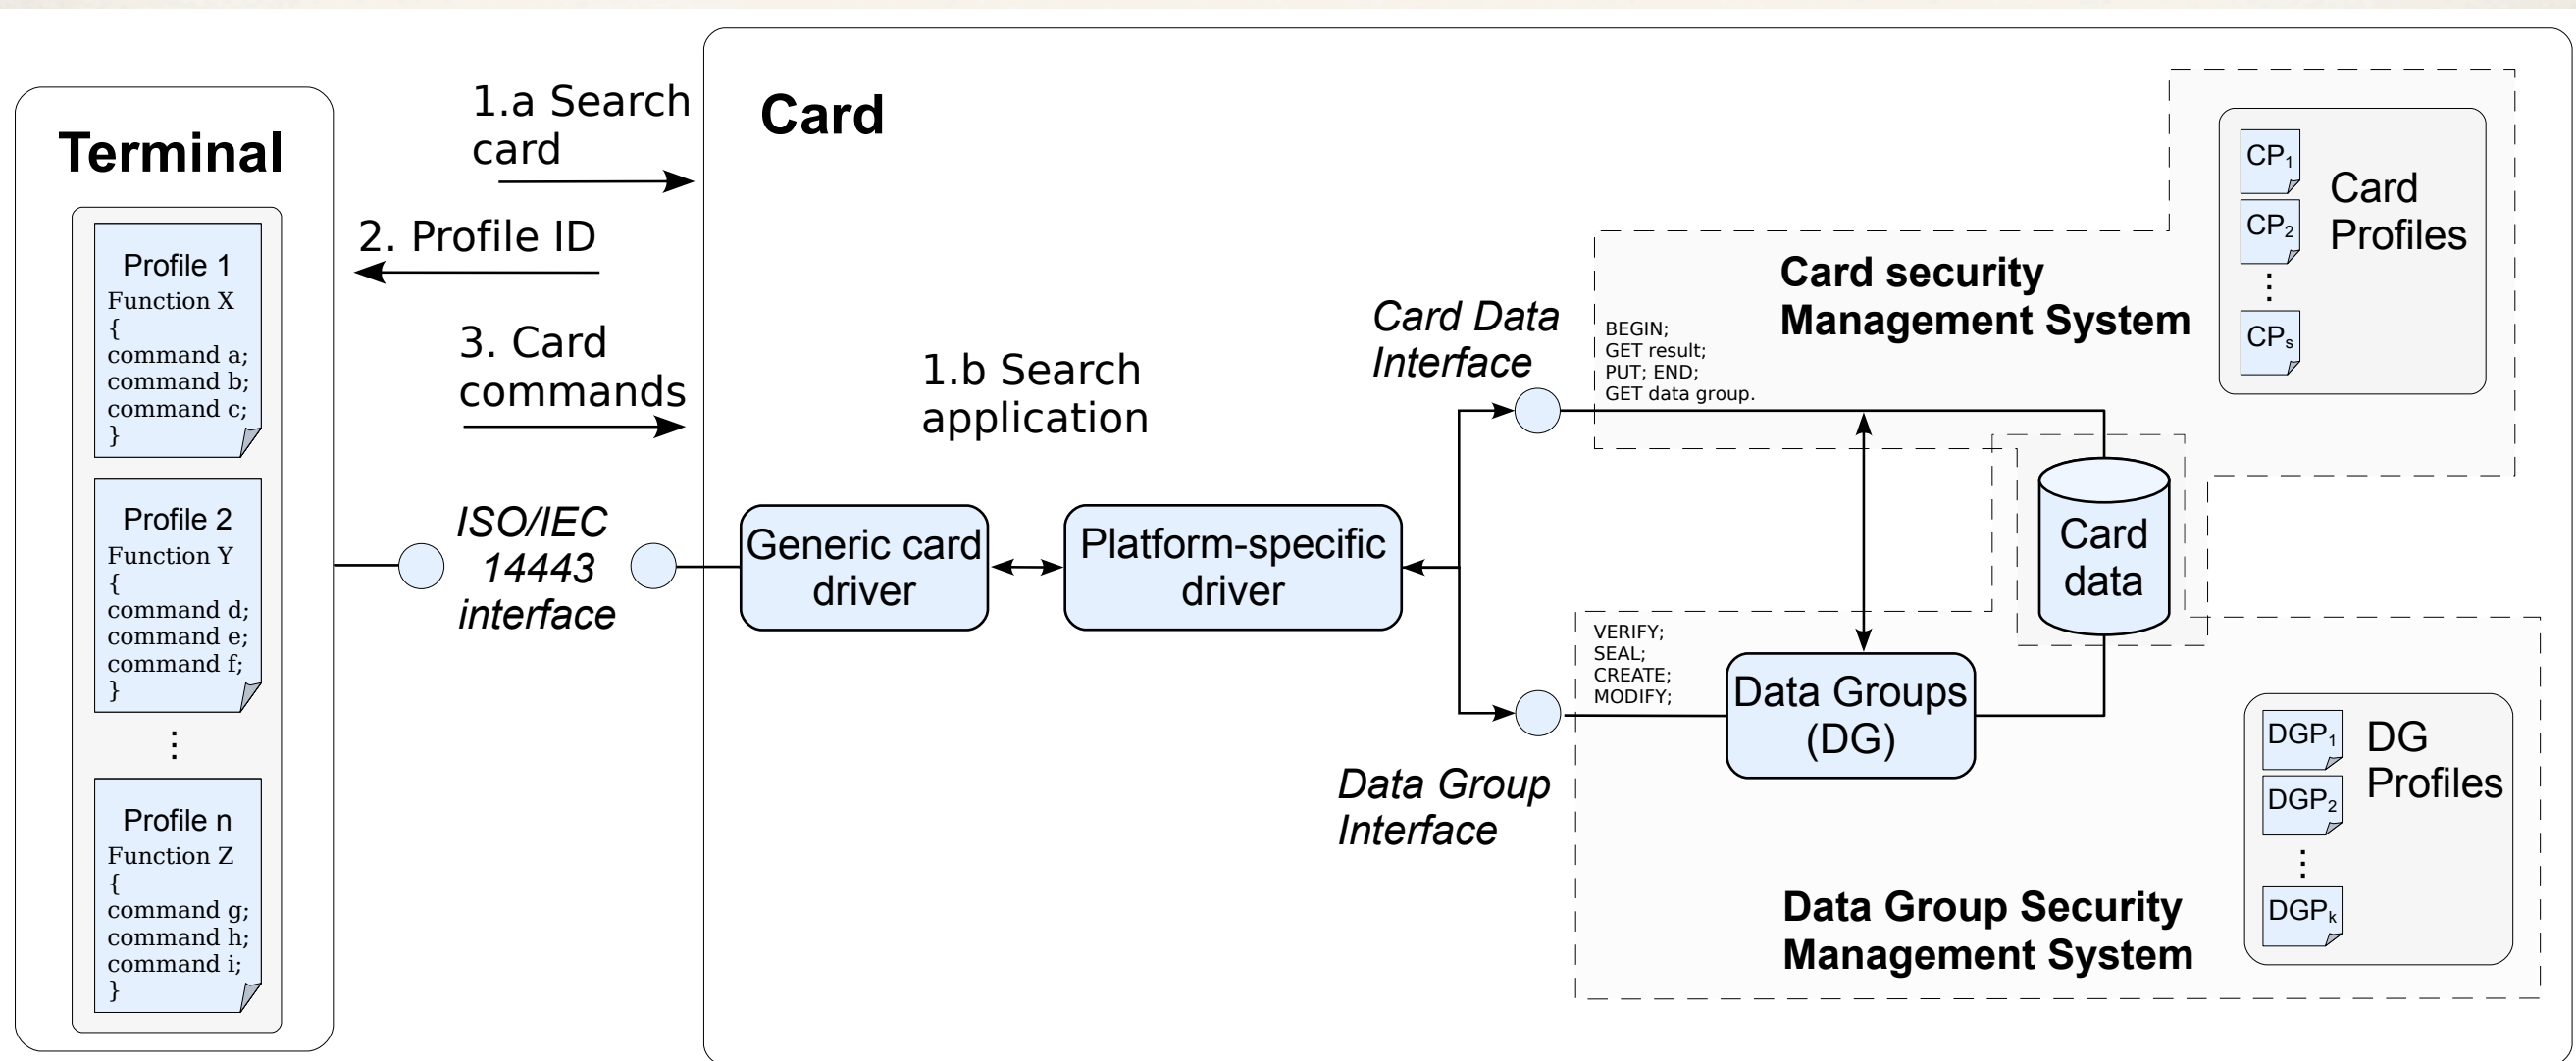 Terminal
Profile 1
Function X
{
command a;
command b;
command c;
}
Profile 2
Function Y
{
command d;
command e;
command f;
}
⋮
Profile n
Function Z
{
command g;
command h;
command i;
}
1.a Search
card
2. Profile ID
3. Card
commands
ISO/IEC
14443
interface
Card
1.b Search
application
Generic card
driver
Platform-specific
driver
Card Data
Interface
BEGIN;
GET result;
PUT; END;
GET data group.
Card security
Management System
CP₁
CP₂
⋮
CPₛ
Card
Profiles
Card
data
Data Group
Interface
VERIFY;
SEAL;
CREATE;
MODIFY;
Data Groups
(DG)
Data Group Security
Management System
DGP₁
DGP₂
⋮
DGPₖ
DG
Profiles